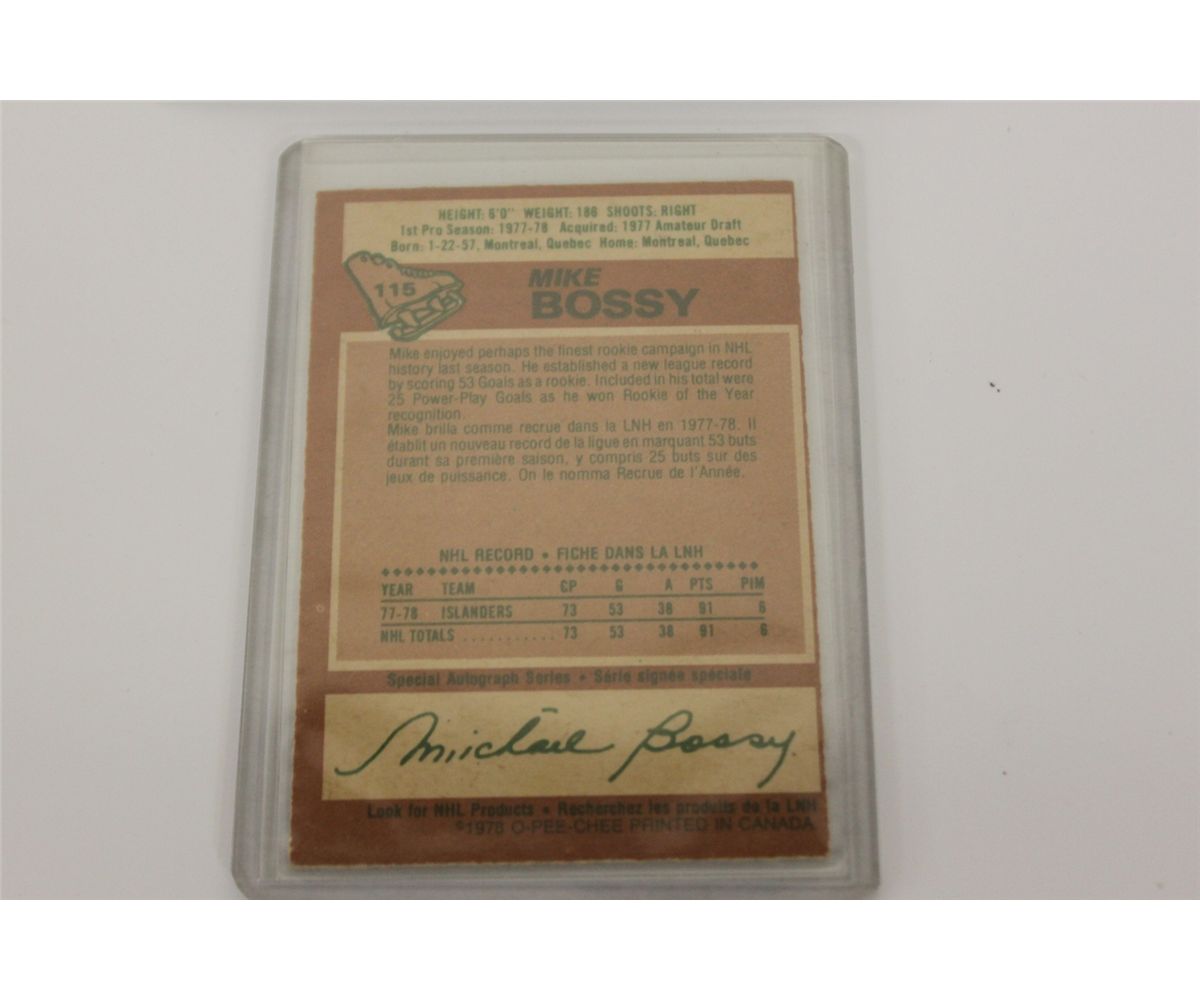 HEIGHT: 6'0" WEIGHT: 186 SHOOTS: RIGHT
1st Pro Season: 1977-78 Acquired: 1977 Amateur Draft
Born: 1-22-57, Montreal, Quebec Home: Montreal, Quebec
115
MIKE
BOSSY
Mike enjoyed perhaps the finest rookie campaign in NHL
history last season. He established a new league record
by scoring 53 Goals as a rookie. Included in his total were
25 Power-Play Goals as he won Rookie of the Year
recognition.
Mike brilla comme recrue dans la LNH en 1977-78. Il
établit un nouveau record de la ligue en marquant 53 buts
durant sa première saison, y compris 25 buts sur des
jeux de puissance. On le nomma Recrue de l'Année.
NHL RECORD • FICHE DANS LA LNH
YEAR TEAM GP G A PTS PIM
77-78 ISLANDERS 73 53 38 91 6
NHL TOTALS ........... 73 53 38 91 6
Special Autograph Series • Série signée spéciale
Michael Bossy
Look for NHL Products • Recherchez les produits de la LNH
©1978 O-PEE-CHEE PRINTED IN CANADA